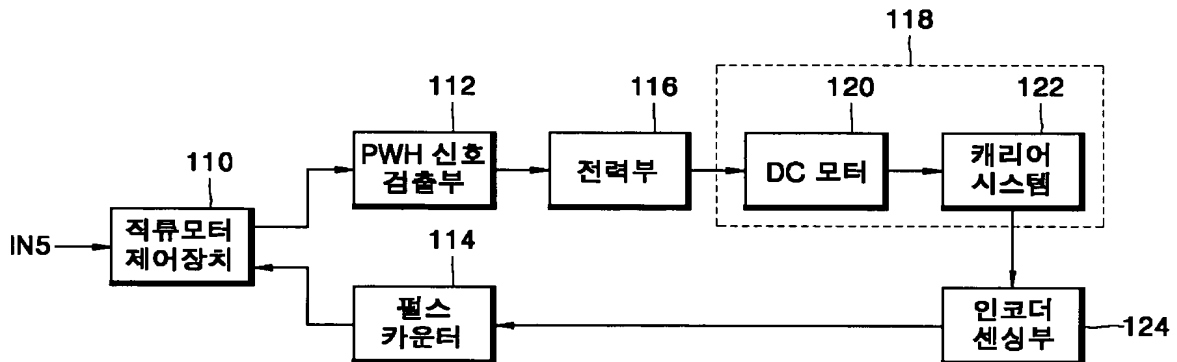 118
112
116
120
122
110
PWH 신호
검출부
전력부
DC 모터
캐리어
시스템
IN5
직류모터
제어장치
114
펄스
카운터
인코더
센싱부
124